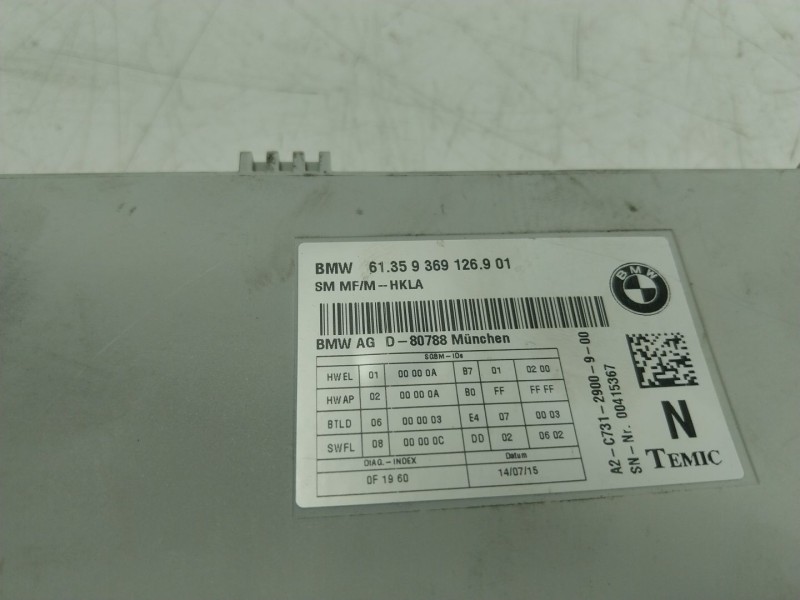 BMW 61.35 9 369 126.9 01
SM MF/M-HKLA
BMW
BMW AG D-80788 München
SGBM-IDs
HWEL 01 00 00 0A B7 01 02 00
HWAP 02 00 00 0A B0 FF FF FF
BTLD 06 00 00 03 E4 07 00 03
SWFL 08 00 00 0C DD 02 06 02
DIAG.-INDEX Datum
0F 19 60 14/07/15
A2-C731-2900-9-00
SN-Nr. 00415367
N
TEMIC